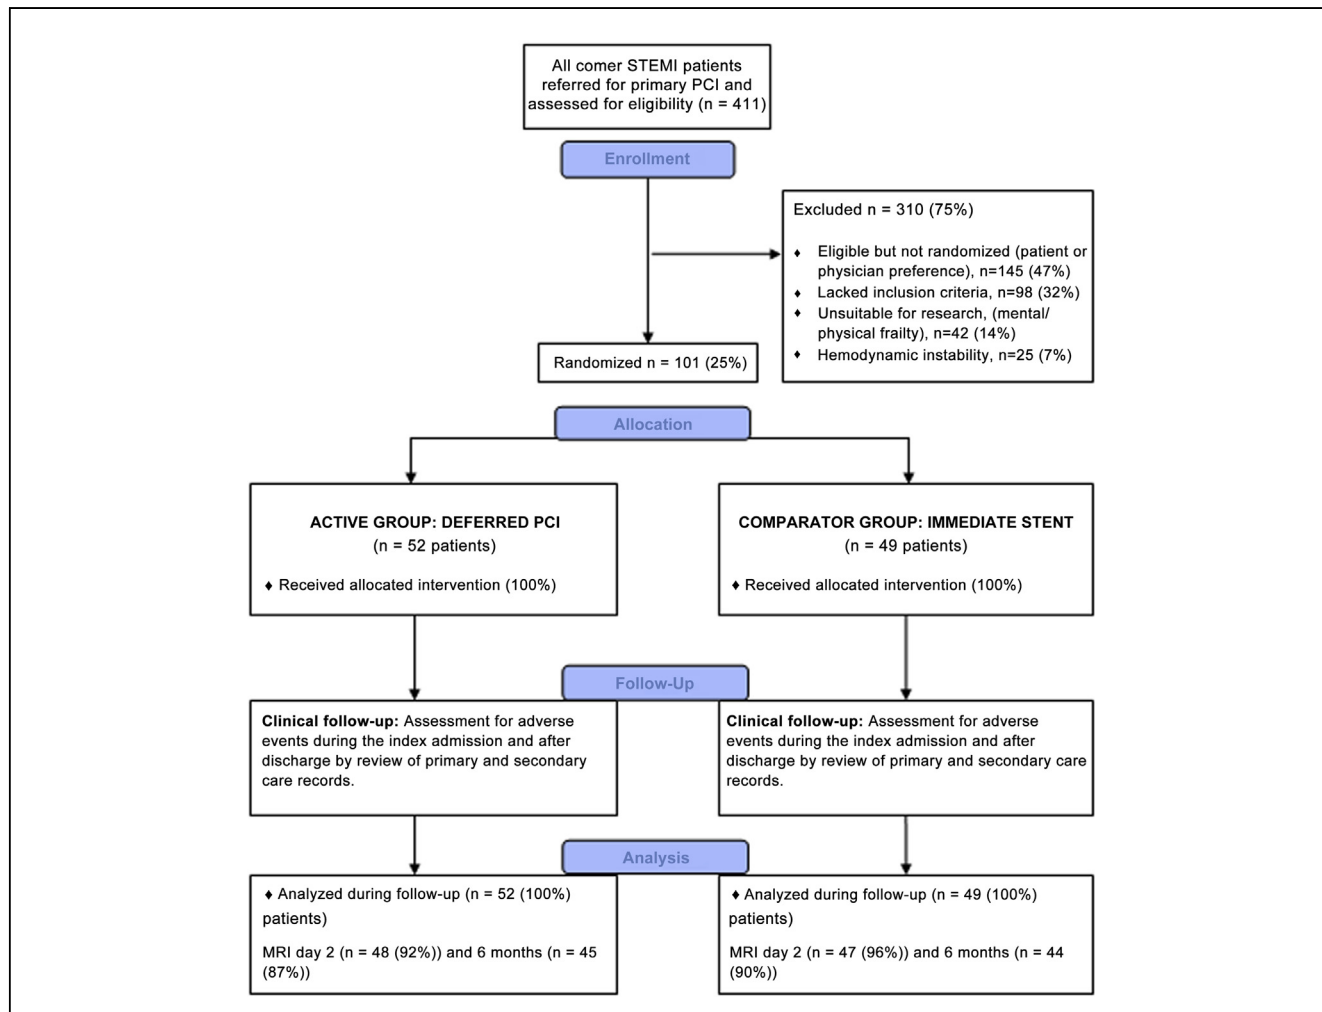 All comer STEMI patients
referred for primary PCI and
assessed for eligibility (n = 411)
Enrollment
Excluded n = 310 (75%)
♦ Eligible but not randomized (patient or
physician preference), n=145 (47%)
♦ Lacked inclusion criteria, n=98 (32%)
♦ Unsuitable for research, (mental/
physical frailty), n=42 (14%)
♦ Hemodynamic instability, n=25 (7%)
Randomized n = 101 (25%)
Allocation
ACTIVE GROUP: DEFERRED PCI
(n = 52 patients)
♦ Received allocated intervention (100%)
COMPARATOR GROUP: IMMEDIATE STENT
(n = 49 patients)
♦ Received allocated intervention (100%)
Follow-Up
Clinical follow-up: Assessment for adverse
events during the index admission and after
discharge by review of primary and secondary
care records.
Clinical follow-up: Assessment for adverse
events during the index admission and after
discharge by review of primary and secondary care
records.
Analysis
♦ Analyzed during follow-up (n = 52 (100%)
patients)
MRI day 2 (n = 48 (92%)) and 6 months (n = 45
(87%))
♦ Analyzed during follow-up (n = 49 (100%)
patients)
MRI day 2 (n = 47 (96%)) and 6 months (n = 44
(90%))